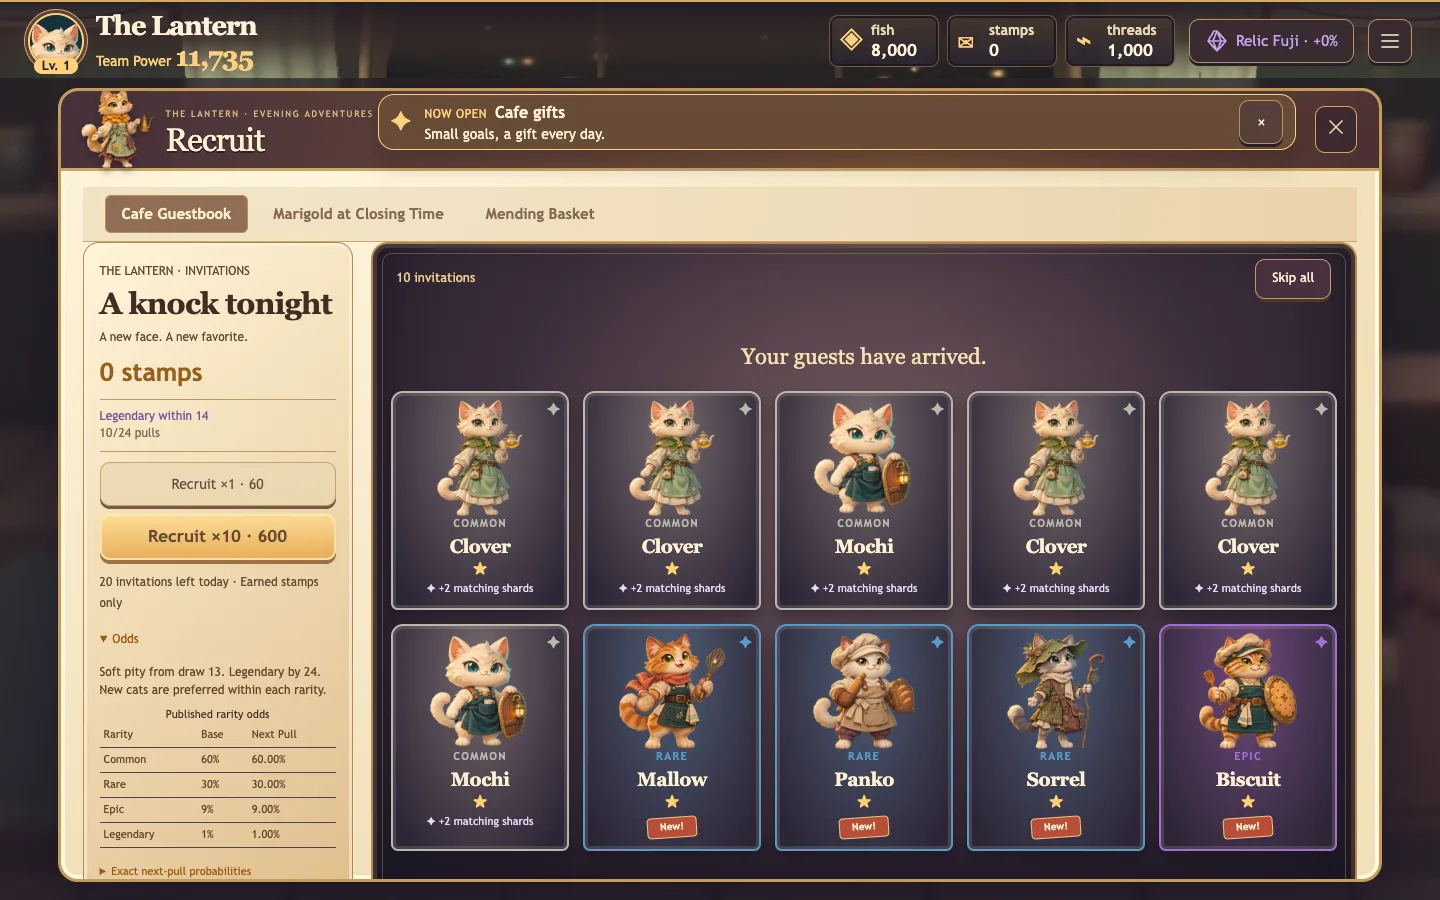 The Lantern
Lv. 1
Team Power 11,735
fish
8,000
stamps
0
threads
1,000
Relic Fuji · +0%
THE LANTERN · EVENING ADVENTURES
Recruit
NOW OPEN Cafe gifts
Small goals, a gift every day.
Cafe Guestbook
Marigold at Closing Time
Mending Basket
THE LANTERN · INVITATIONS
A knock tonight
A new face. A new favorite.
0 stamps
Legendary within 14
10/24 pulls
Recruit ×1 · 60
Recruit ×10 · 600
20 invitations left today · Earned stamps
only
▼ Odds
Soft pity from draw 13. Legendary by 24.
New cats are preferred within each rarity.
Published rarity odds
Rarity Base Next Pull
Common 60% 60.00%
Rare 30% 30.00%
Epic 9% 9.00%
Legendary 1% 1.00%
▶ Exact next-pull probabilities
10 invitations
Skip all
Your guests have arrived.
COMMON
Clover
+2 matching shards
COMMON
Clover
+2 matching shards
COMMON
Mochi
+2 matching shards
COMMON
Clover
+2 matching shards
COMMON
Clover
+2 matching shards
COMMON
Mochi
+2 matching shards
RARE
Mallow
New!
RARE
Panko
New!
RARE
Sorrel
New!
EPIC
Biscuit
New!